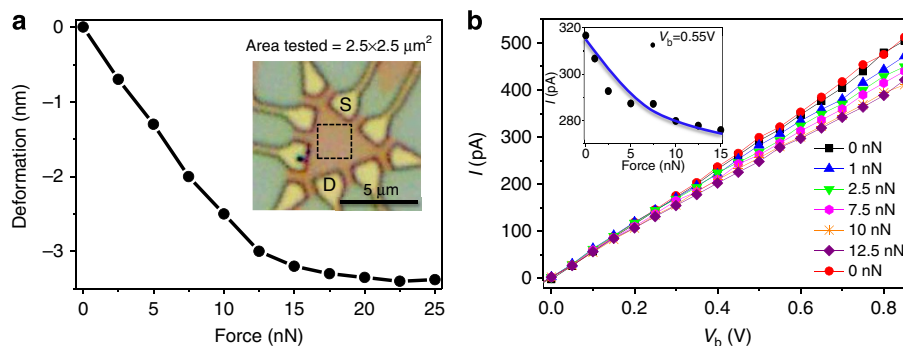 a
Deformation (nm)
0
−1
−2
−3
0 5 10 15 20 25
Force (nN)
Area tested = 2.5×2.5 μm²
S
D
5 μm
b
I (pA)
500
400
300
200
100
0
0.0 0.2 0.4 0.6 0.8
V_b (V)
320
300
280
I (pA)
V_b=0.55V
0 5 10 15
Force (nN)
0 nN
1 nN
2.5 nN
7.5 nN
10 nN
12.5 nN
0 nN